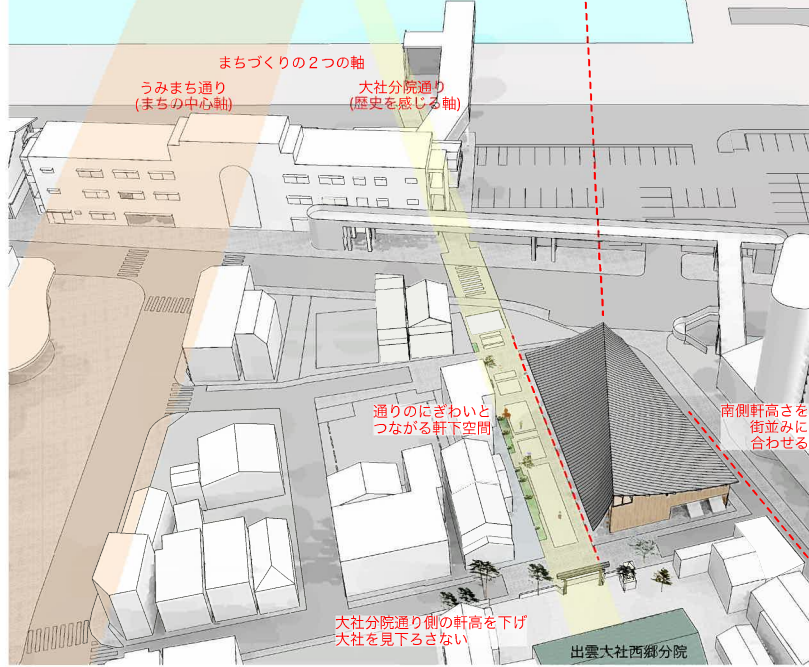 まちづくりの２つの軸
うみまち通り
(まちの中心軸)
大社分院通り
(歴史を感じる軸)
通りのにぎわいと
つながる軒下空間
南側軒高さを
街並みに
合わせる
大社分院通り側の軒高を下げ
大社を見下ろさない
出雲大社西郷分院